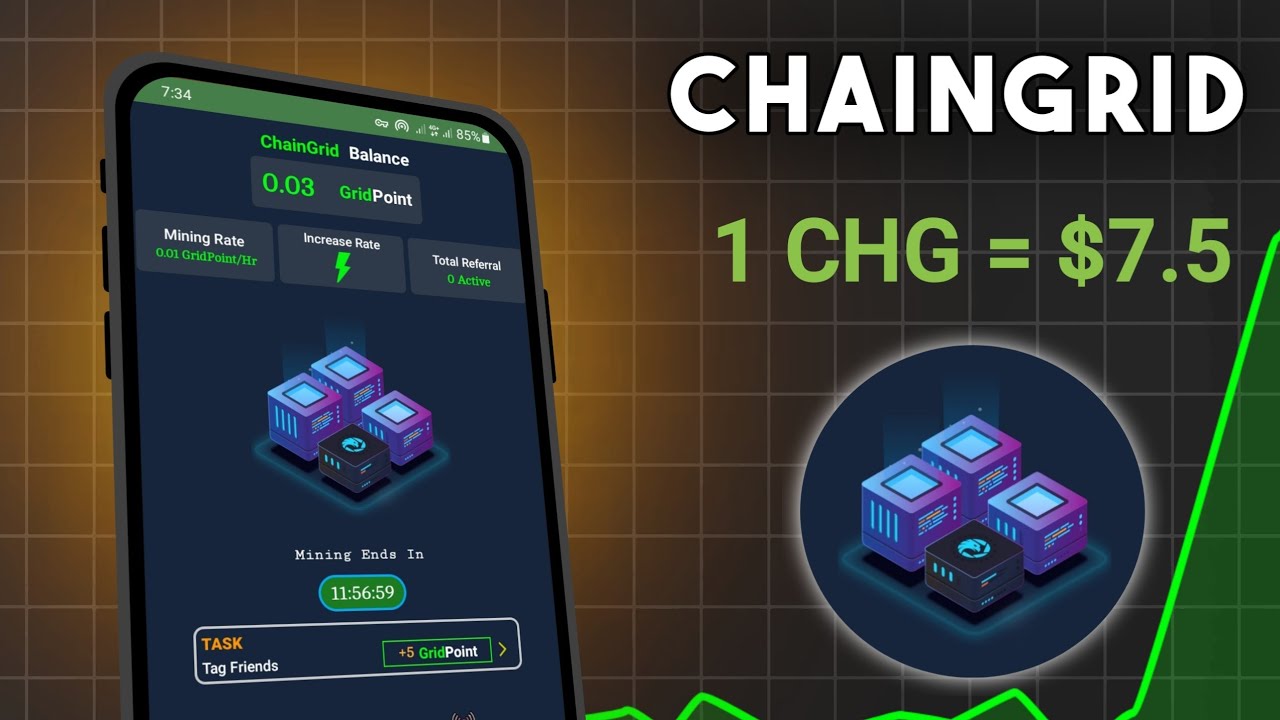 7:34
85%
ChainGrid Balance
0.03 GridPoint
Mining Rate
0.01 GridPoint/Hr
Increase Rate
Total Referral
0 Active
Mining Ends In
11:56:59
TASK
Tag Friends
+5 GridPoint
CHAINGRID
1 CHG = $7.5